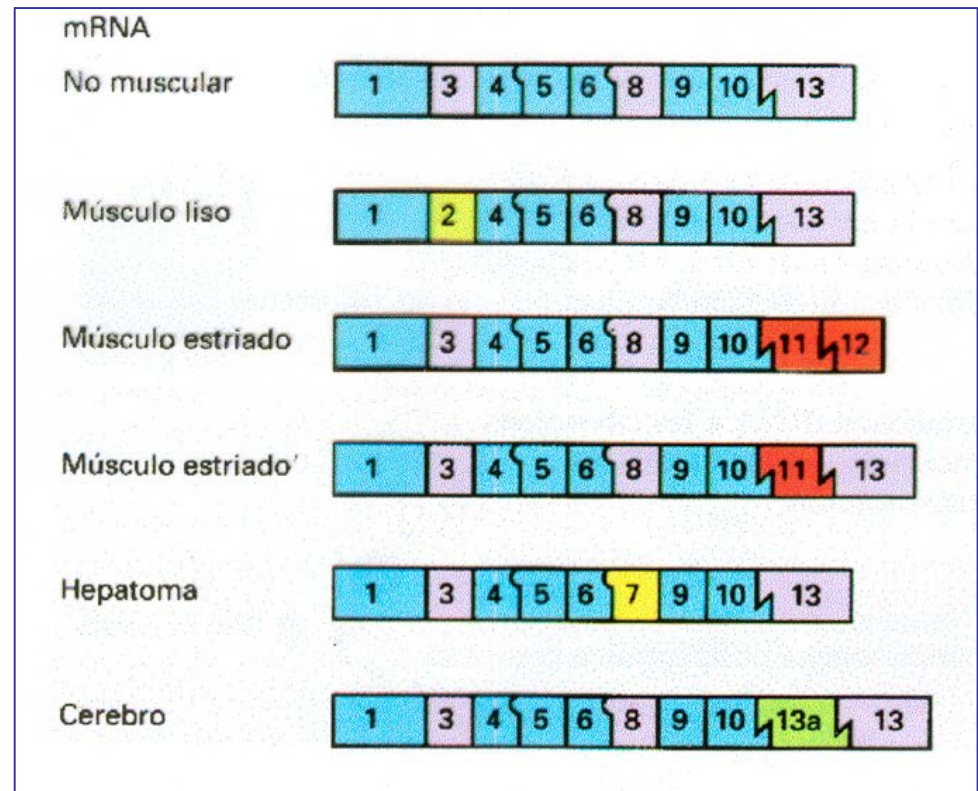 mRNA
No muscular
1 3 4 5 6 8 9 10 13
Músculo liso
1 2 4 5 6 8 9 10 13
Músculo estriado
1 3 4 5 6 8 9 10 11 12
Músculo estriado'
1 3 4 5 6 8 9 10 11 13
Hepatoma
1 3 4 5 6 7 9 10 13
Cerebro
1 3 4 5 6 8 9 10 13a 13